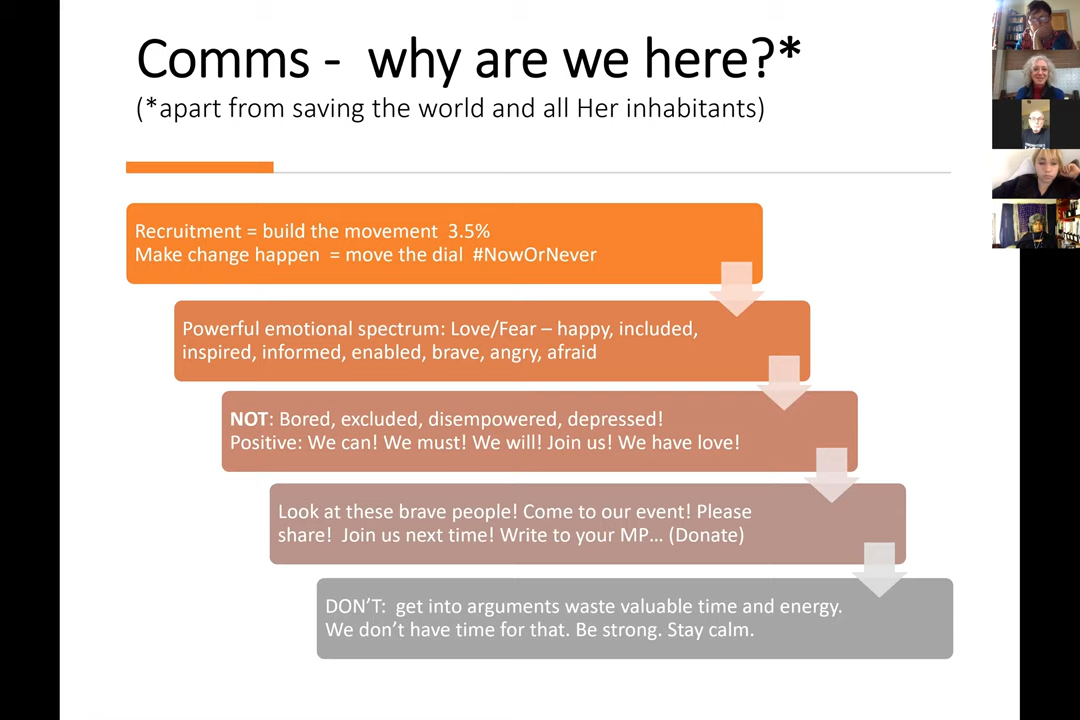 Comms - why are we here?*
(*apart from saving the world and all Her inhabitants)
Recruitment = build the movement 3.5%
Make change happen = move the dial #NowOrNever
Powerful emotional spectrum: Love/Fear – happy, included,
inspired, informed, enabled, brave, angry, afraid
NOT: Bored, excluded, disempowered, depressed!
Positive: We can! We must! We will! Join us! We have love!
Look at these brave people! Come to our event! Please
share! Join us next time! Write to your MP… (Donate)
DON’T: get into arguments waste valuable time and energy.
We don’t have time for that. Be strong. Stay calm.